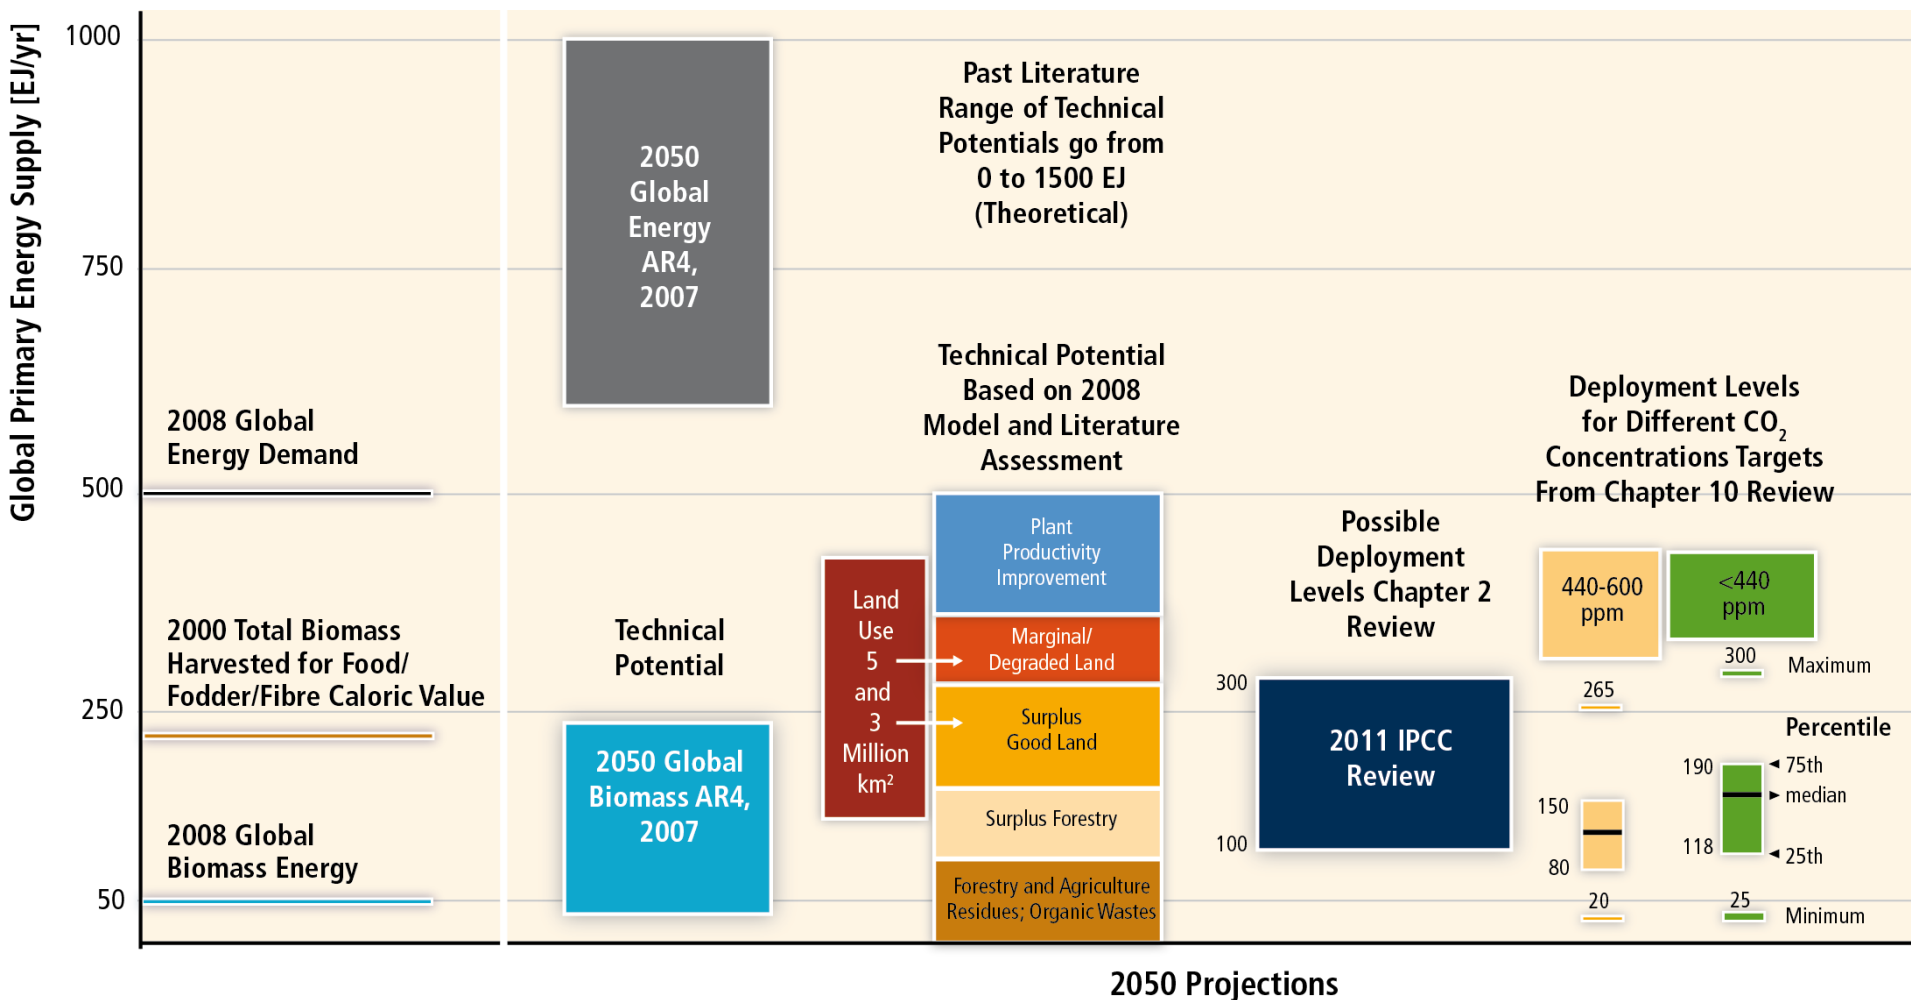 Global Primary Energy Supply [EJ/yr]
1000
750
500
250
50
2008 Global
Energy Demand
2000 Total Biomass
Harvested for Food/
Fodder/Fibre Caloric Value
2008 Global
Biomass Energy
2050
Global
Energy
AR4,
2007
Technical
Potential
2050 Global
Biomass AR4,
2007
Past Literature
Range of Technical
Potentials go from
0 to 1500 EJ
(Theoretical)
Technical Potential
Based on 2008
Model and Literature
Assessment
Land
Use
5
and
3
Million
km²
Plant
Productivity
Improvement
Marginal/
Degraded Land
Surplus
Good Land
Surplus Forestry
Forestry and Agriculture
Residues; Organic Wastes
Possible
Deployment
Levels Chapter 2
Review
300
100
2011 IPCC
Review
Deployment Levels
for Different CO₂
Concentrations Targets
From Chapter 10 Review
440-600
ppm
265
150
80
20
<440
ppm
300
190
118
25
Maximum
Percentile
75th
median
25th
Minimum
2050 Projections